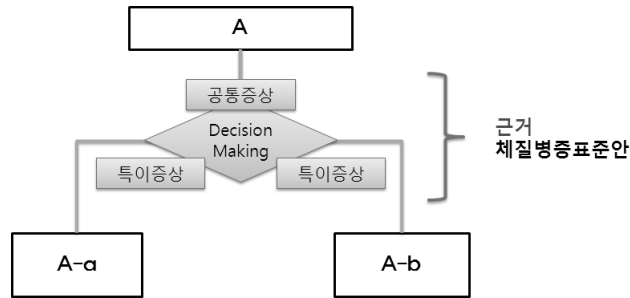 A
공통증상
Decision
Making
특이증상
특이증상
근거
체질병증표준안
A-a
A-b